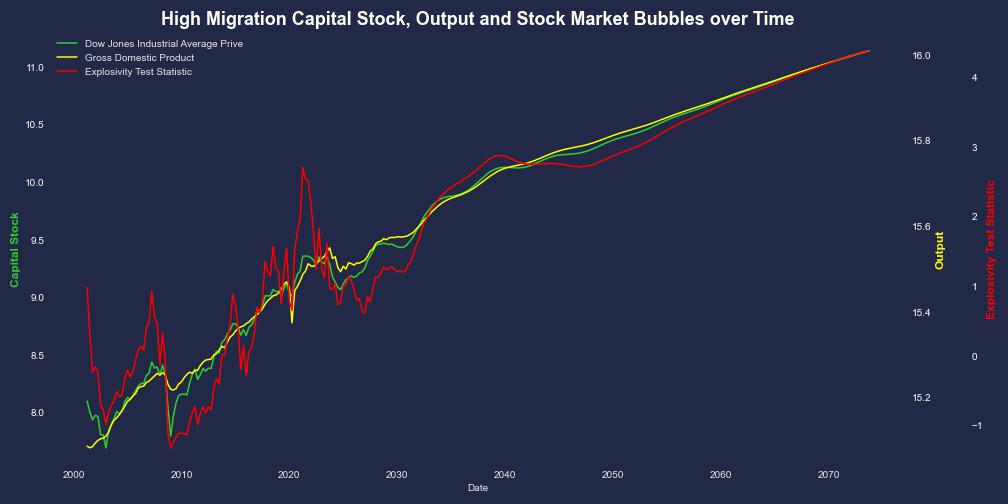 High Migration Capital Stock, Output and Stock Market Bubbles over Time
Dow Jones Industrial Average Prive
Gross Domestic Product
Explosivity Test Statistic
11.0
10.5
10.0
9.5
9.0
8.5
8.0
Capital Stock
16.0
15.8
15.6
15.4
15.2
Output
4
3
2
1
0
−1
Explosivity Test Statistic
2000 2010 2020 2030 2040 2050 2060 2070
Date